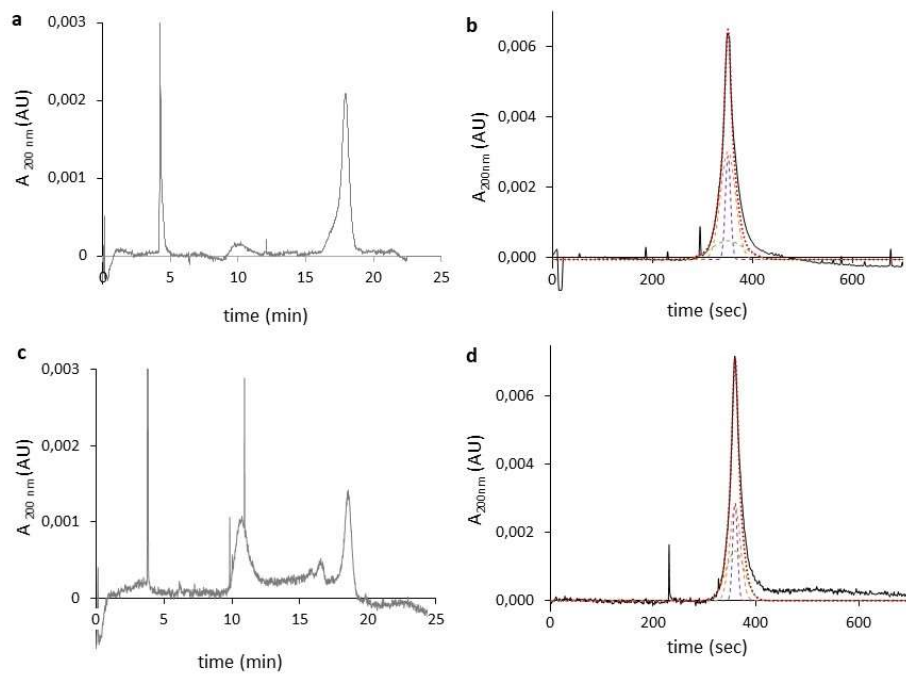 a
0,003
0,002
0,001
0
A 200 nm (AU)
0 5 10 15 20 25
time (min)
b
0,006
0,004
0,002
0,000
A200nm (AU)
0 200 400 600
time (sec)
c
0,003
0,002
0,001
0
A 200 nm (AU)
0 5 10 15 20 25
time (min)
d
0,006
0,004
0,002
0,000
A200nm (AU)
0 200 400 600
time (sec)